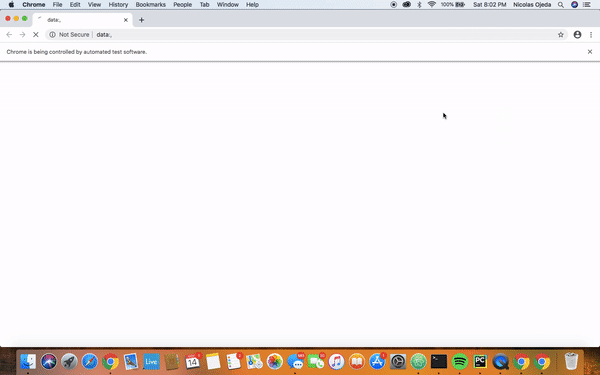 Chrome File Edit View History Bookmarks People Tab Window Help 100% Sat 8:02 PM Nicolas Ojeda
data:,
Not Secure | data:,
Chrome is being controlled by automated test software.
Live
14